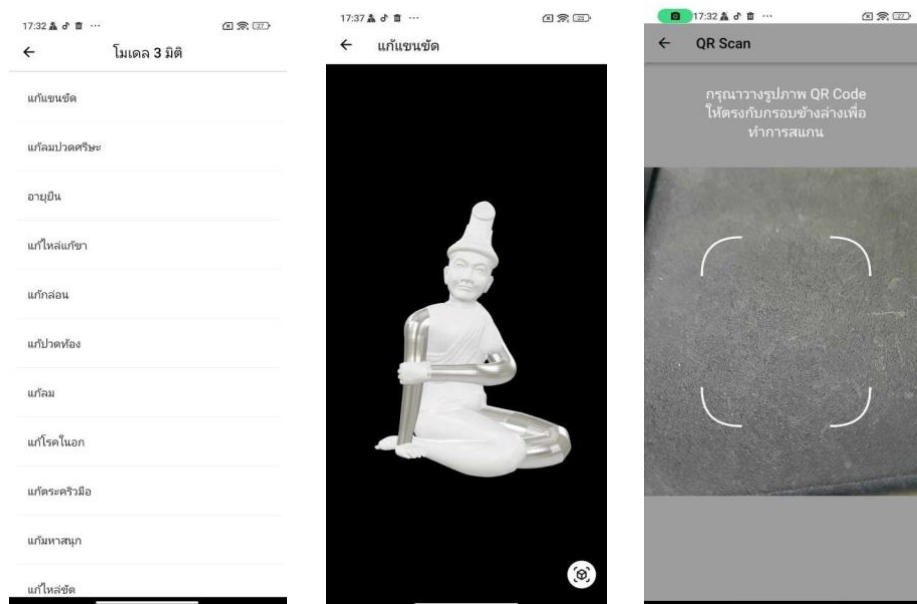 17:32
โมเดล 3 มิติ
แก้แขนขัด
แก้ลมปวดศรีษะ
อายุยืน
แก้ไหล่แก้ขา
แก้กล่อน
แก้ปวดท้อง
แก้ลม
แก้โรคในอก
แก้ตระคริวมือ
แก้มหาสนุก
แก้ไหล่ขัด
17:37
23
แก้แขนขัด
17:32
QR Scan
กรุณาวางรูปภาพ QR Code
ให้ตรงกับกรอบข้างล่างเพื่อ
ทำการสแกน